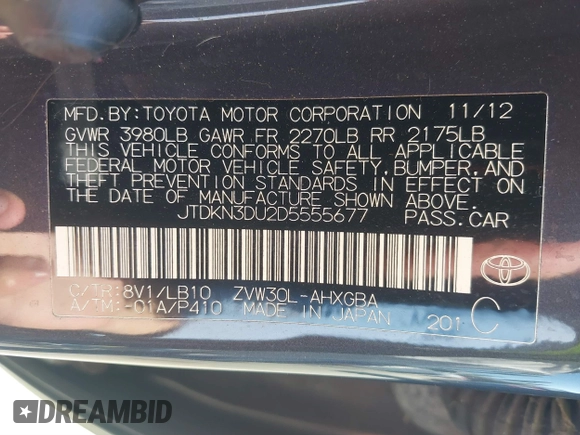 MFD.BY:TOYOTA MOTOR CORPORATION 11/12
GVWR 3980LB GAWR FR 2270LB RR 2175LB
THIS VEHICLE CONFORMS TO ALL APPLICABLE
FEDERAL MOTOR VEHICLE SAFETY,BUMPER,AND
THEFT PREVENTION STANDARDS IN EFFECT ON
THE DATE OF MANUFACTURE SHOWN ABOVE.
JTDKN3DU2D5555677 PASS.CAR
C/TR:8V1/LB10 ZVW30L-AHXGBA
A/TM:-01A/P410 MADE IN JAPAN 201 C
DREAMBID